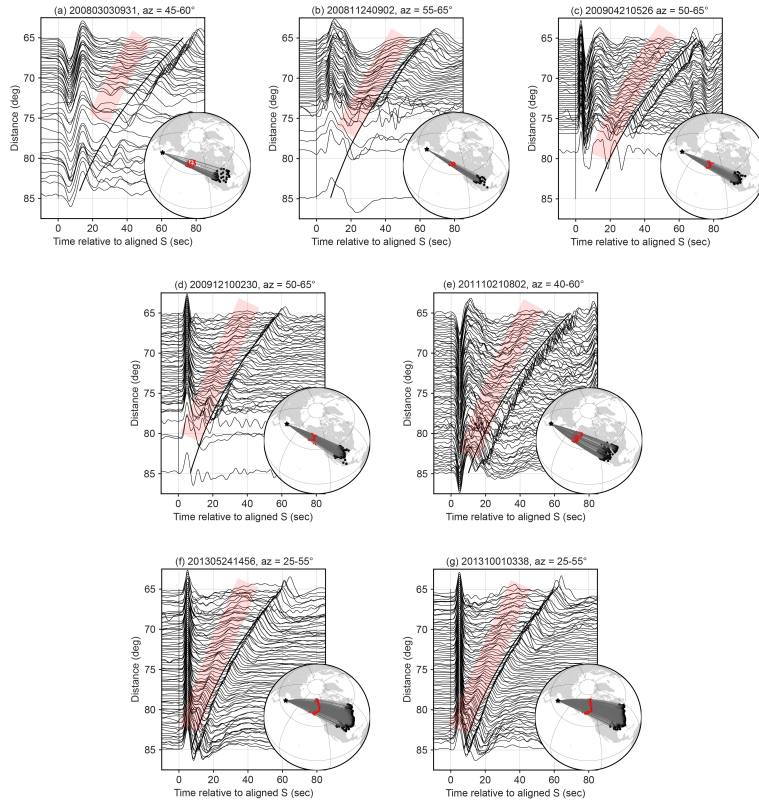 (a) 200803030931, az = 45-60°
(b) 200811240902, az = 55-65°
(c) 200904210526 az = 50-65°
65
70
75
80
85
Distance (deg)
0 20 40 60 80
Time relative to aligned S (sec)
65
70
75
80
85
Distance (deg)
0 20 40 60 80
Time relative to aligned S (sec)
65
70
75
80
85
Distance (deg)
0 20 40 60 80
Time relative to aligned S (sec)
(d) 200912100230, az = 50-65°
(e) 201110210802, az = 40-60°
65
70
75
80
85
Distance (deg)
0 20 40 60 80
Time relative to aligned S (sec)
65
70
75
80
85
Distance (deg)
0 20 40 60 80
Time relative to aligned S (sec)
(f) 201305241456, az = 25-55°
(g) 201310010338, az = 25-55°
65
70
75
80
85
Distance (deg)
0 20 40 60 80
Time relative to aligned S (sec)
65
70
75
80
85
Distance (deg)
0 20 40 60 80
Time relative to aligned S (sec)